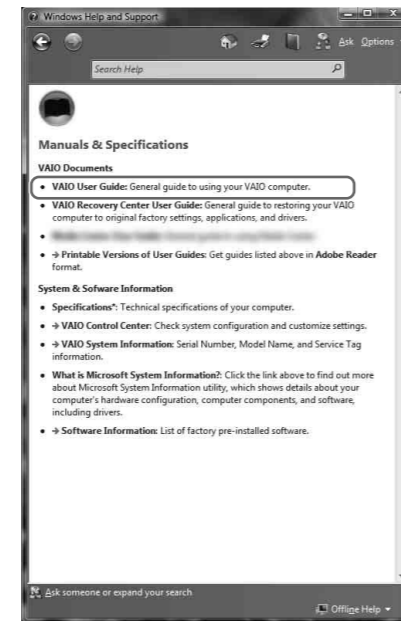 Windows Help and Support
Ask Options
Search Help
Manuals & Specifications
VAIO Documents
• VAIO User Guide: General guide to using your VAIO computer.
• VAIO Recovery Center User Guide: General guide to restoring your VAIO
computer to original factory settings, applications, and drivers.
• → Printable Versions of User Guides: Get guides listed above in Adobe Reader
format.
System & Sofware Information
• Specifications*: Technical specifications of your computer.
• → VAIO Control Center: Check system configuration and customize settings.
• → VAIO System Information: Serial Number, Model Name, and Service Tag
information.
• What is Microsoft System Information?: Click the link above to find out more
about Microsoft System Information utility, which shows details about your
computer's hardware configuration, computer components, and software,
including drivers.
• → Software Information: List of factory pre-installed software.
Ask someone or expand your search
Offline Help